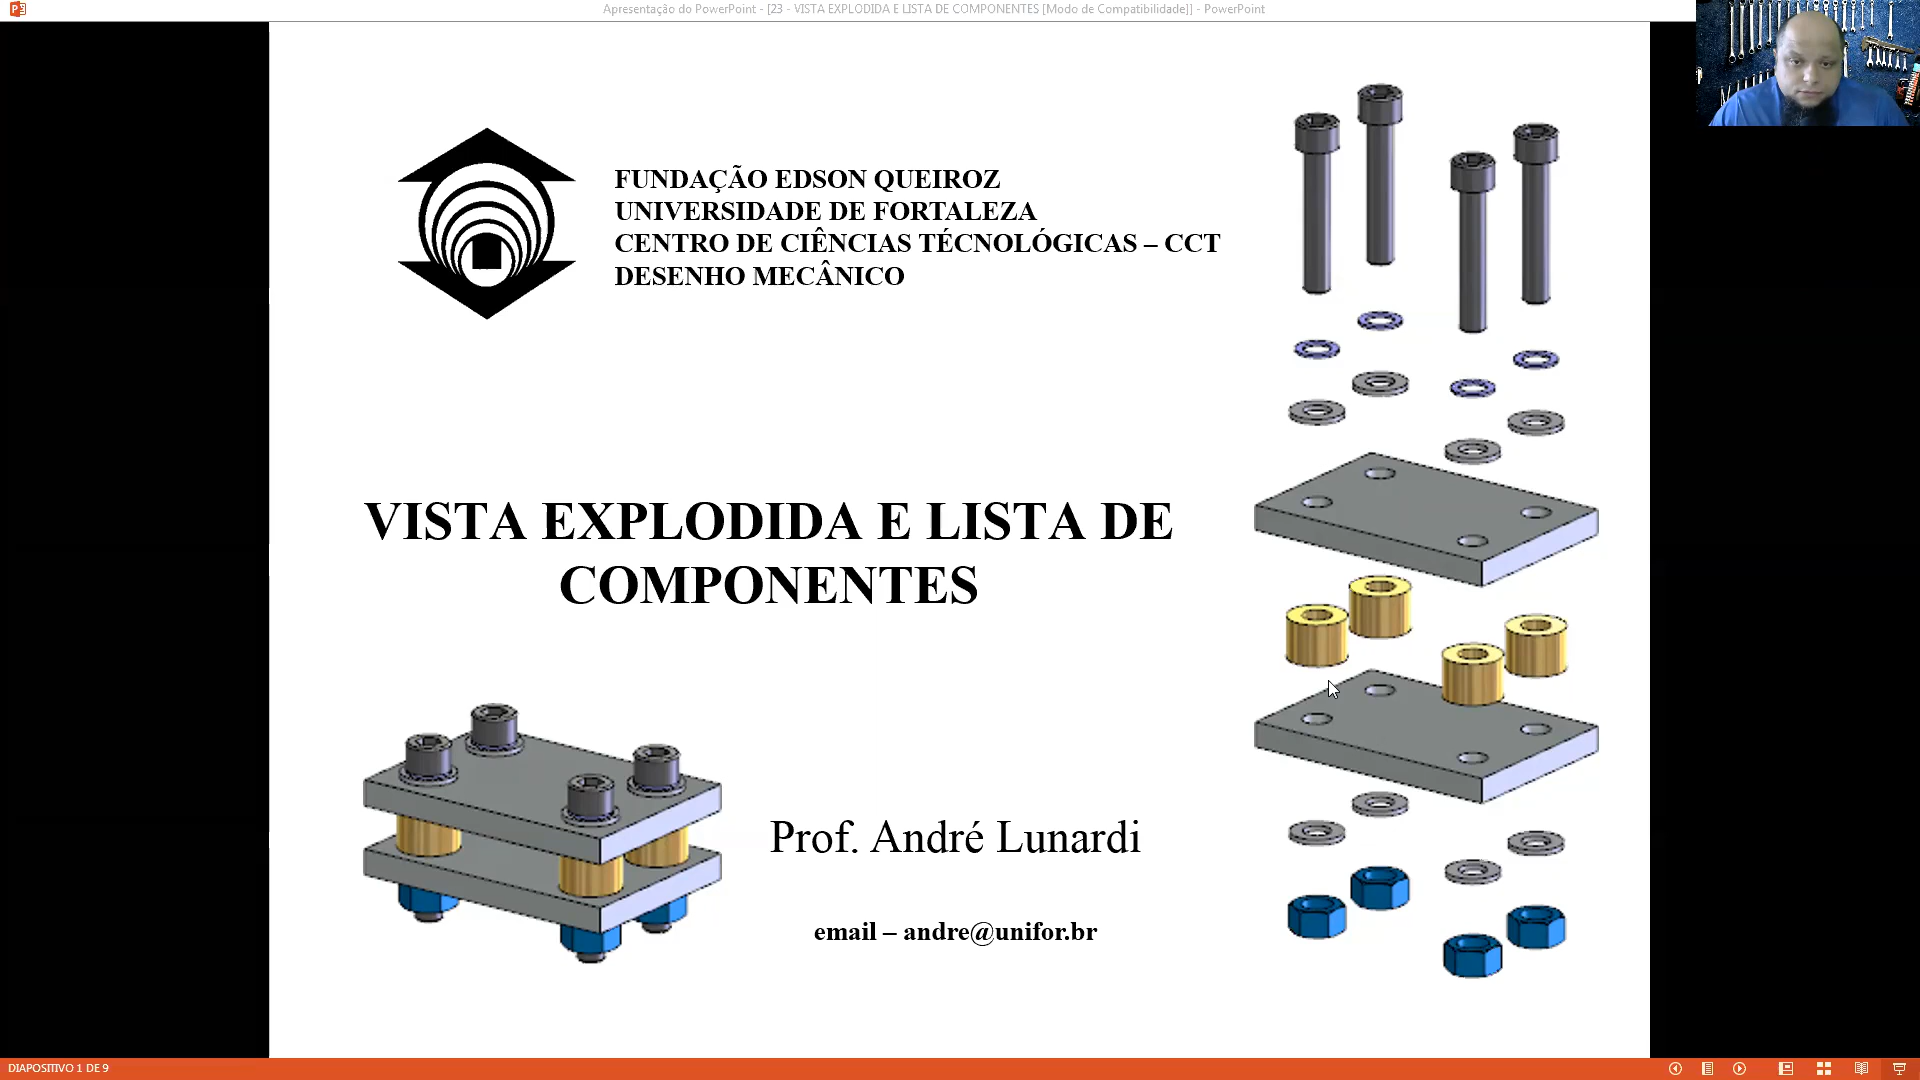 Apresentação do PowerPoint - [23 - VISTA EXPLODIDA E LISTA DE COMPONENTES [Modo de Compatibilidade]] - PowerPoint
FUNDAÇÃO EDSON QUEIROZ
UNIVERSIDADE DE FORTALEZA
CENTRO DE CIÊNCIAS TÉCNOLÓGICAS – CCT
DESENHO MECÂNICO
VISTA EXPLODIDA E LISTA DE
COMPONENTES
Prof. André Lunardi
email – andre@unifor.br
DIAPOSITIVO 1 DE 9